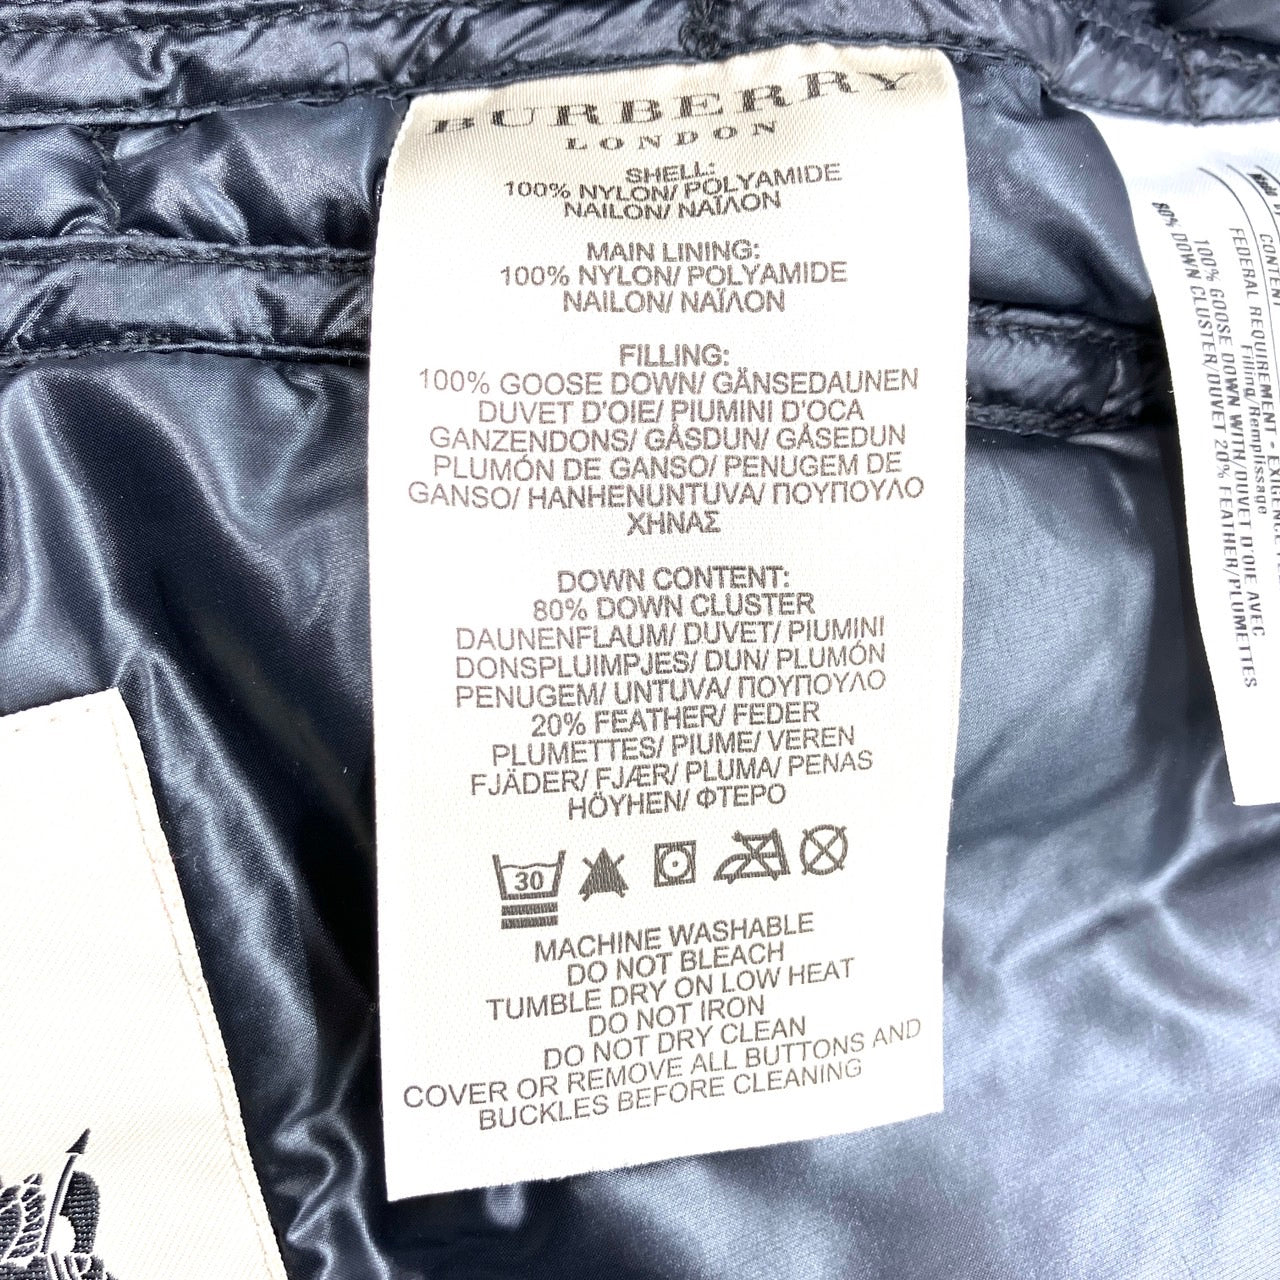 BURBERRY
LONDON
SHELL:
100% NYLON/ POLYAMIDE
NAILON/ ΝΑΪΛΟΝ
MAIN LINING:
100% NYLON/ POLYAMIDE
NAILON/ ΝΑΪΛΟΝ
FILLING:
100% GOOSE DOWN/ GÄNSEDAUNEN
DUVET D'OIE/ PIUMINI D'OCA
GANZENDONS/ GÅSDUN/ GÅSEDUN
PLUMÓN DE GANSO/ PENUGEM DE
GANSO/ HANHENUNTUVA/ ΠΟΥΠΟΥΛΟ
ΧΗΝΑΣ
DOWN CONTENT:
80% DOWN CLUSTER
DAUNENFLAUM/ DUVET/ PIUMINI
DONSPLUIMPJES/ DUN/ PLUMÓN
PENUGEM/ UNTUVA/ ΠΟΥΠΟΥΛΟ
20% FEATHER/ FEDER
PLUMETTES/ PIUME/ VEREN
FJÄDER/ FJÆR/ PLUMA/ PENAS
HÖYHEN/ ΦΤΕΡΟ
30
MACHINE WASHABLE
DO NOT BLEACH
TUMBLE DRY ON LOW HEAT
DO NOT IRON
DO NOT DRY CLEAN
COVER OR REMOVE ALL BUTTONS AND
BUCKLES BEFORE CLEANING
CONTENT
FEDERAL REQUIREMENT
Filling/Remplissage
100% GOOSE DOWN WITH/DUVET D'OIE AVEC
80% DOWN CLUSTER/DUVET 20% FEATHER/PLUMETTES